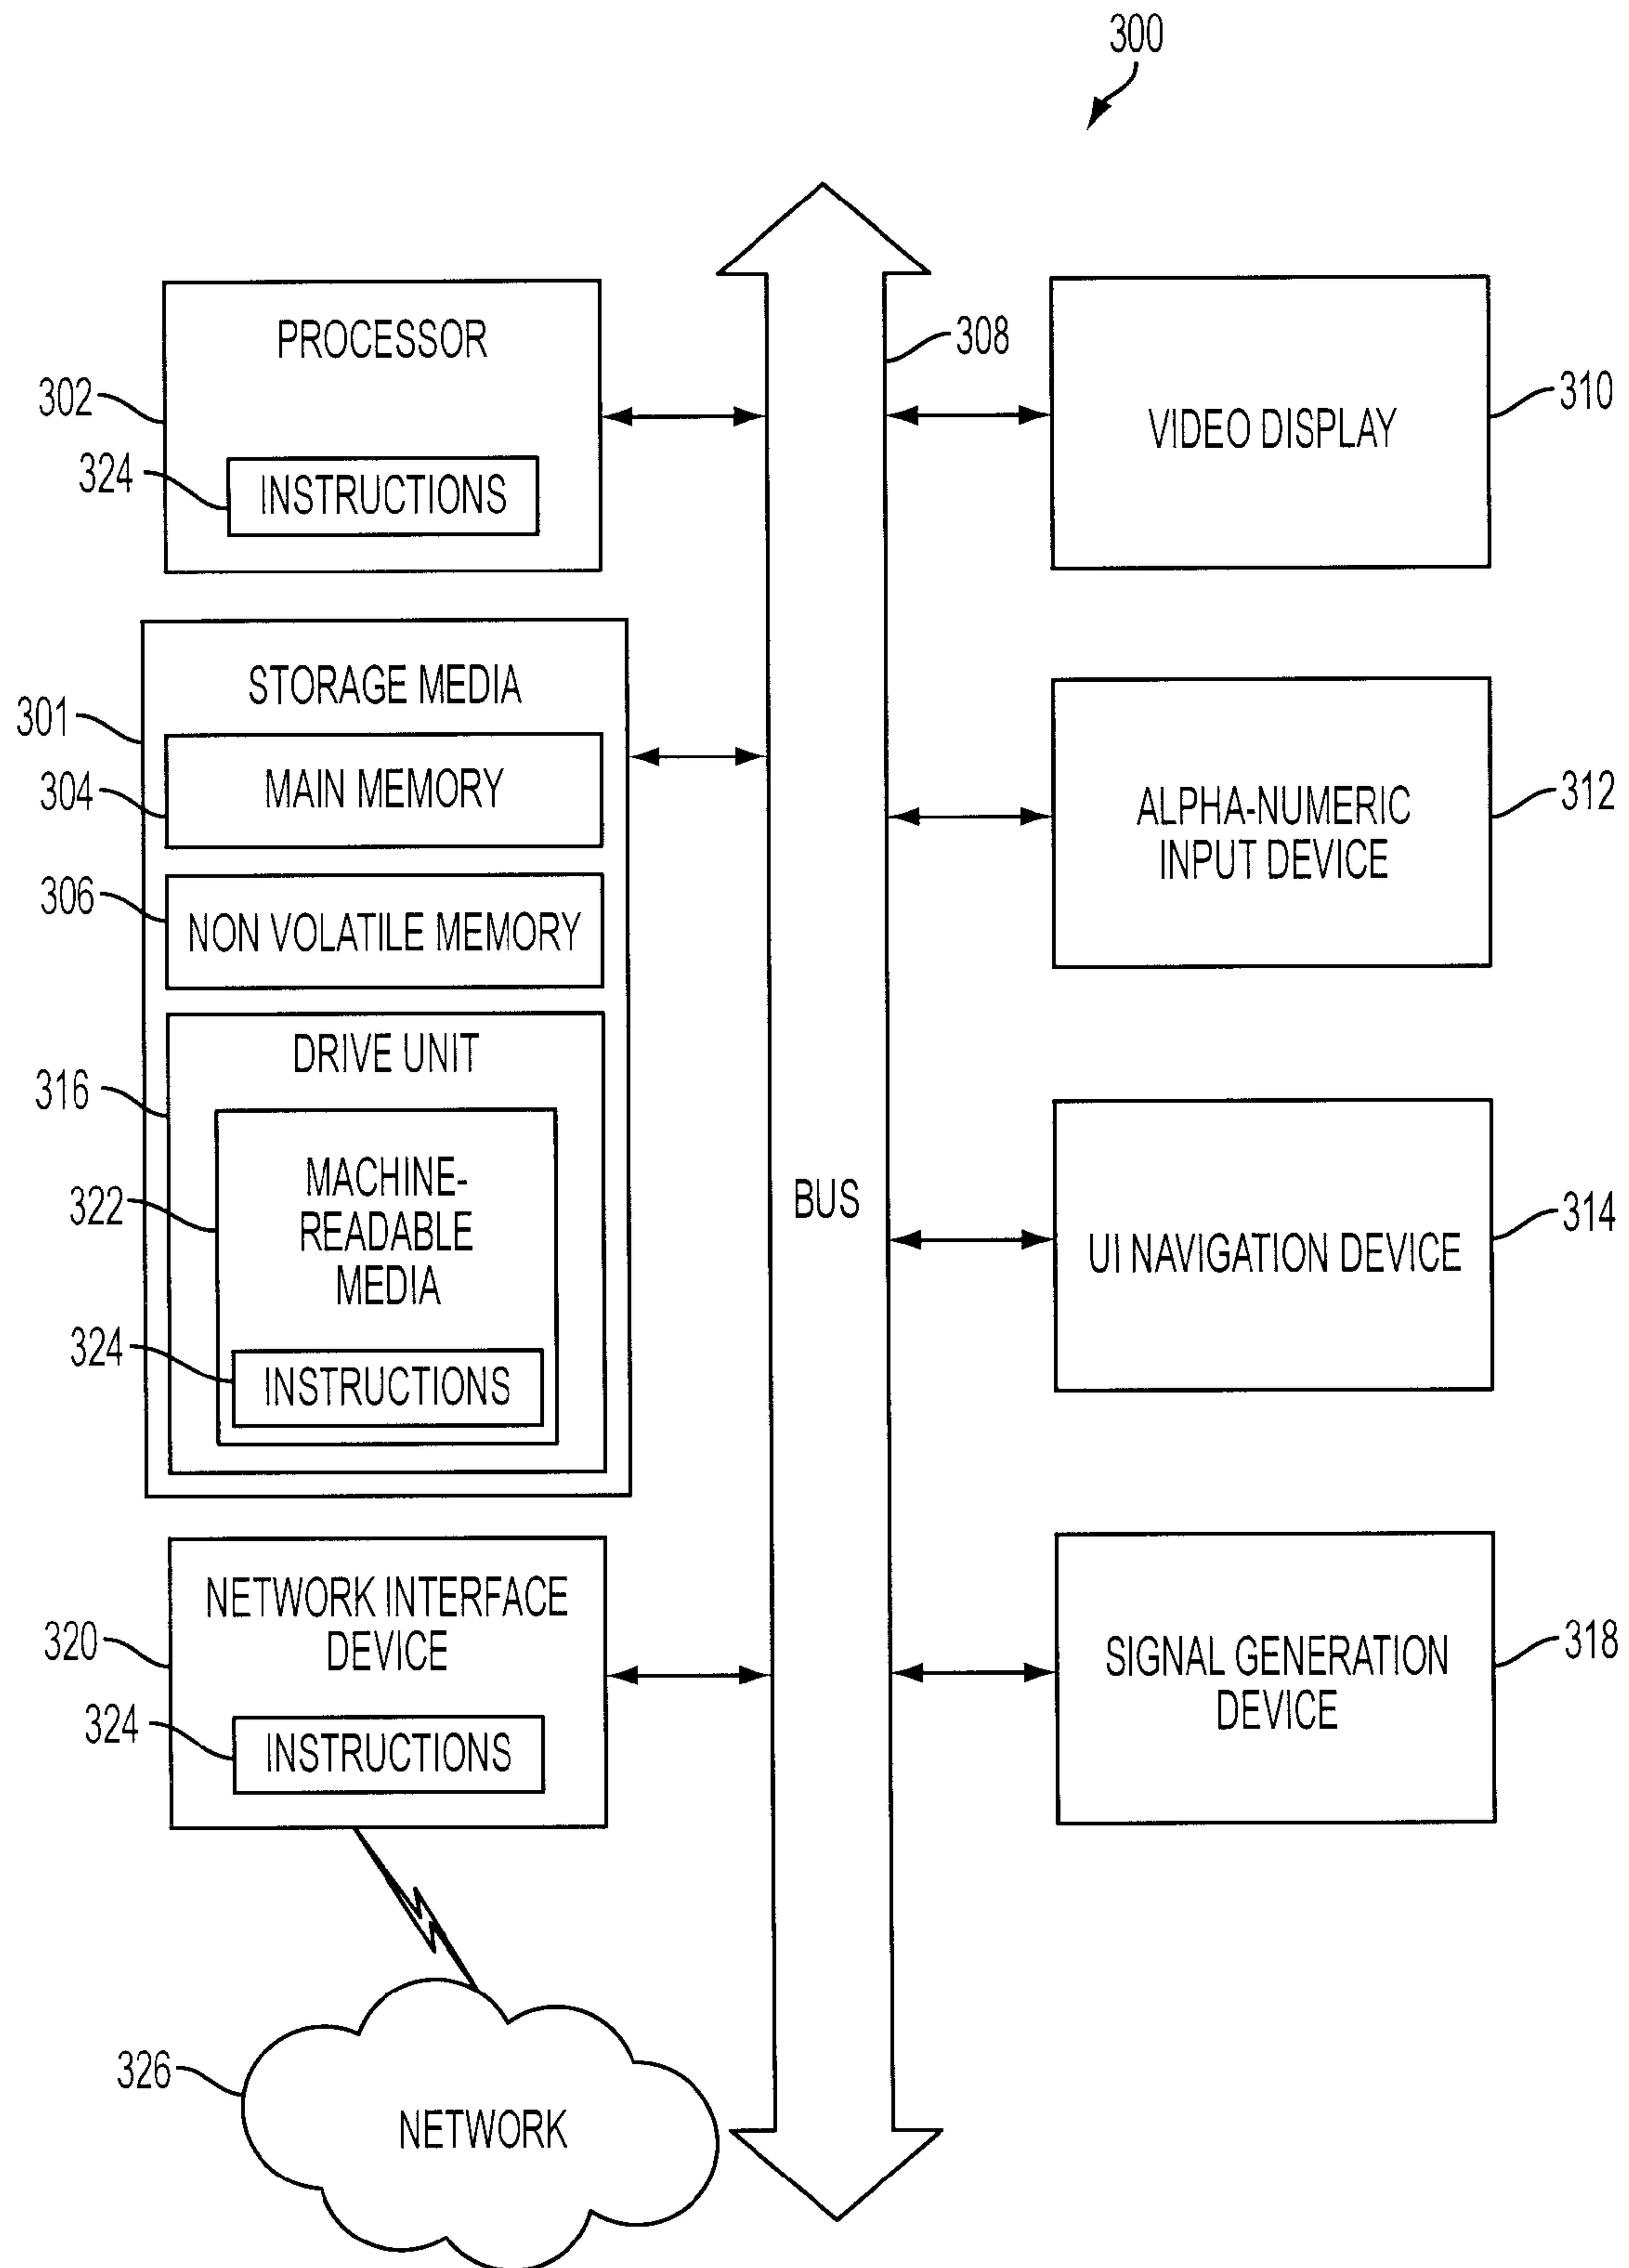 300
PROCESSOR
302
324
INSTRUCTIONS
308
VIDEO DISPLAY
310
STORAGE MEDIA
301
MAIN MEMORY
304
306
NON VOLATILE MEMORY
ALPHA-NUMERIC
INPUT DEVICE
312
DRIVE UNIT
316
MACHINE-
READABLE
MEDIA
322
324
INSTRUCTIONS
BUS
UI NAVIGATION DEVICE
314
NETWORK INTERFACE
DEVICE
320
324
INSTRUCTIONS
SIGNAL GENERATION
DEVICE
318
326
NETWORK